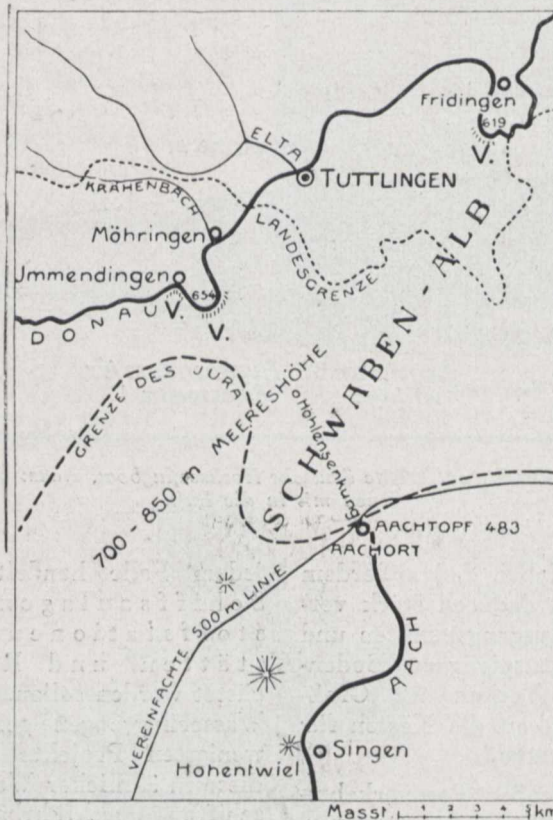 Fridingen
619
V.
ELTA
TUTTLINGEN
KRÄHENBACH
LANDESGRENZE
Möhringen
Jmmendingen
654
V
V
DONAU
SCHWABEN-ALB
GRENZE DES JURA
700-850 m MEERESHÖHE
Höhlensenkung
AACHTOPF 483
AACHORT
VEREINFACHTE 500 m LINIE
AACH
Singen
Hohentwiel
Masst. 1 2 3 4 5 km